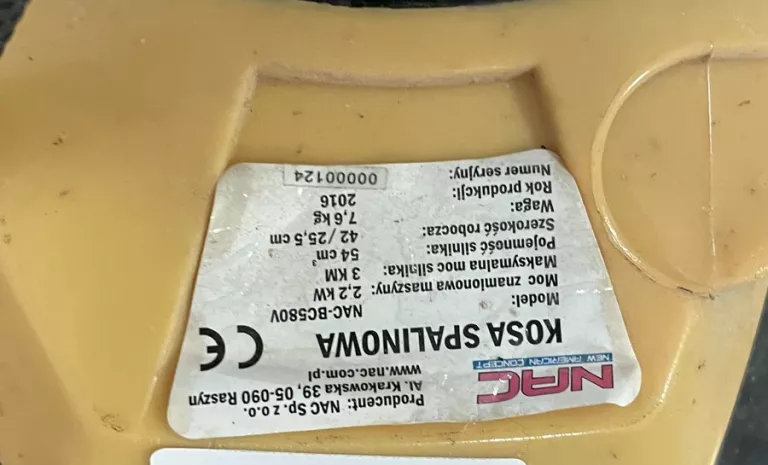 NAC
NEW AMERICAN CONCEPT
Producent: NAC Sp. z o.o.
Al. Krakowska 39, 05-090 Raszyn
www.nac.com.pl
KOSA SPALINOWA CE
Model: NAC-BC580V
Moc znamionowa maszyny: 2,2 kW
Maksymalna moc silnika: 3 KM
Pojemność silnika: 54 cm³
Szerokość robocza: 42 / 25,5 cm
Waga: 7,6 kg
Rok produkcji: 2016
Numer seryjny: 00000124